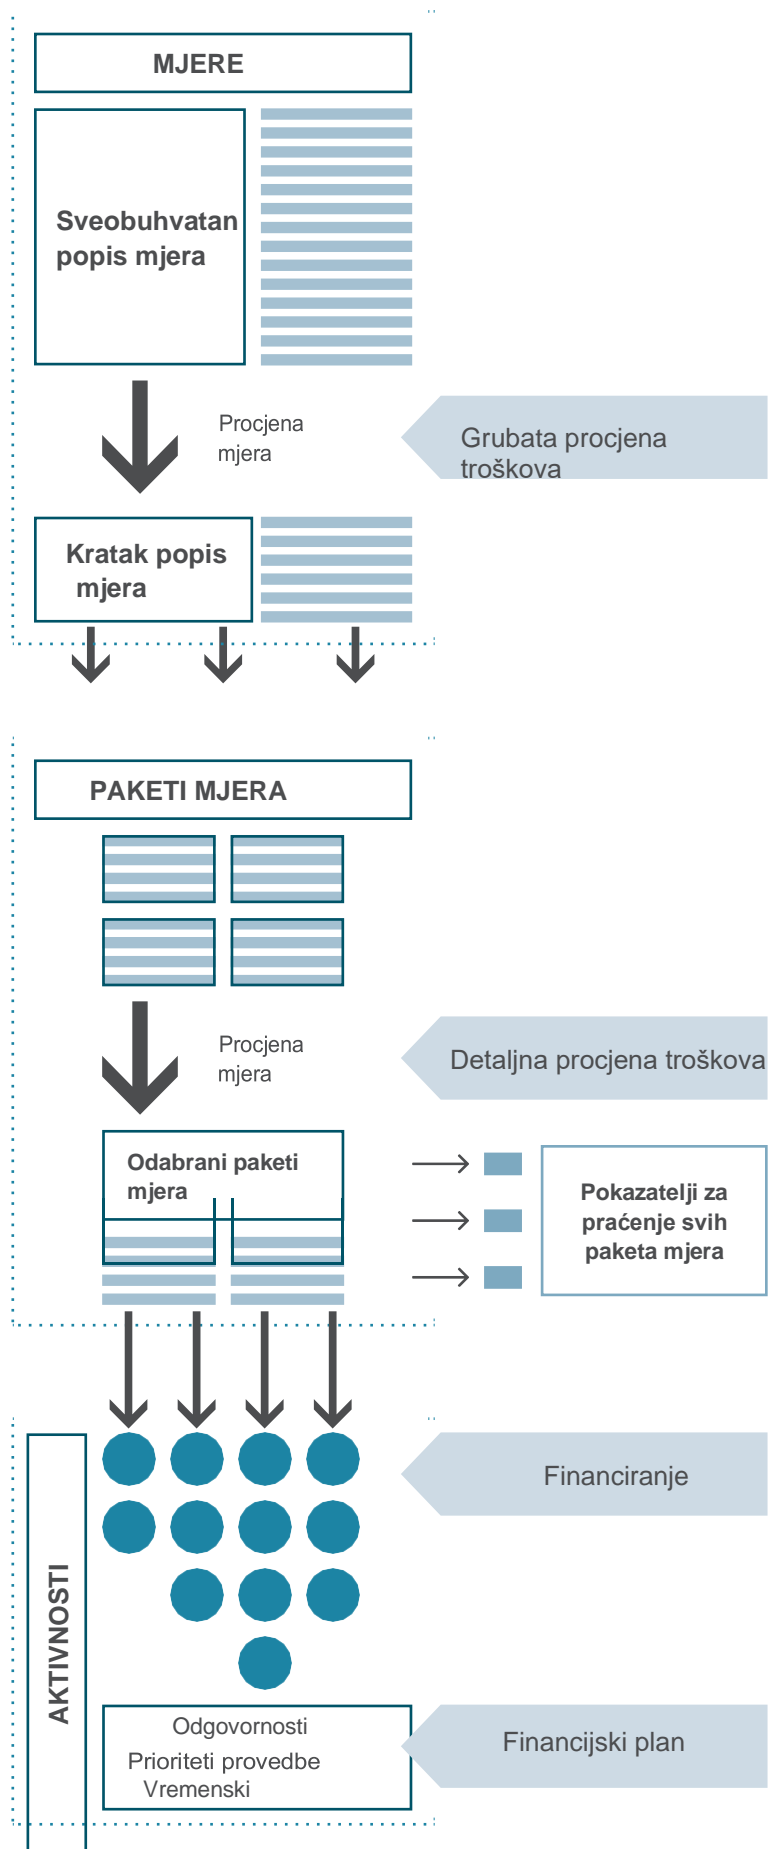 MJERE
Sveobuhvatan
popis mjera
Procjena
mjera
Grubata procjena
troškova
Kratak popis
mjera
PAKETI MJERA
Procjena
mjera
Detaljna procjena troškova
Odabrani paketi
mjera
Pokazatelji za
praćenje svih
paketa mjera
AKTIVNOSTI
Financiranje
Odgovornosti
Prioriteti provedbe
Vremenski
Financijski plan